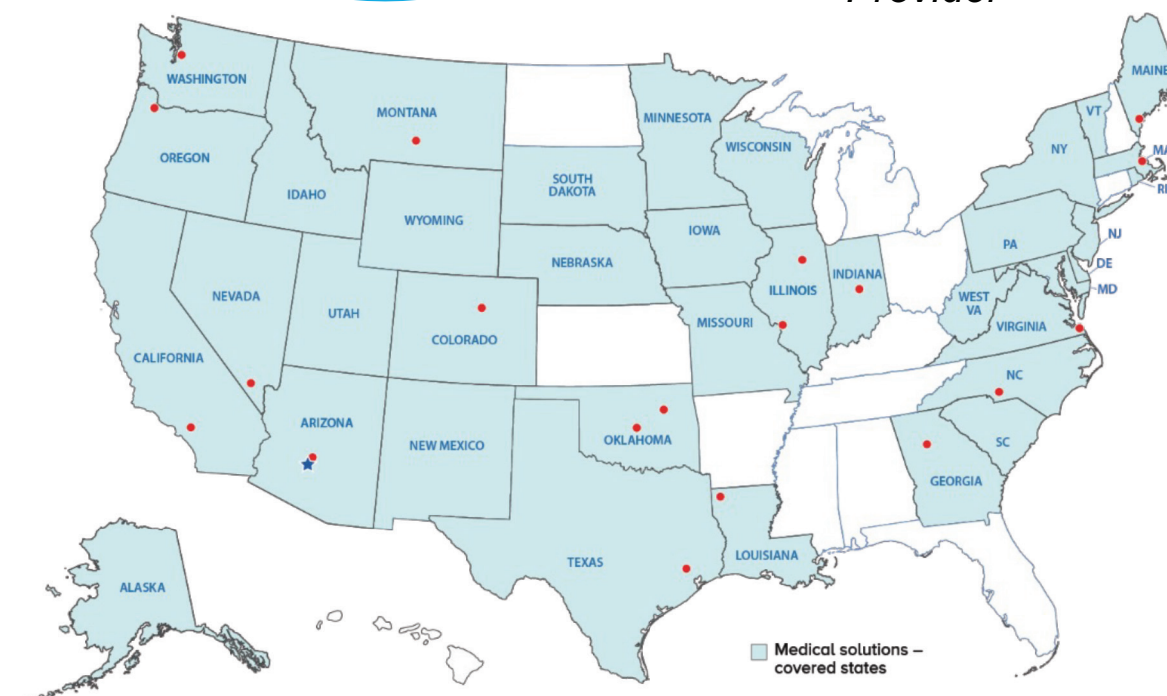 Provider
WASHINGTON
MONTANA
MAINE
MINNESOTA
VT
OREGON
WISCONSIN
NY
MA
SOUTH
DAKOTA
IDAHO
RI
WYOMING
IOWA
NJ
PA
NEBRASKA
INDIANA
DE
ILLINOIS
MD
NEVADA
WEST
VA
UTAH
MISSOURI
VIRGINIA
COLORADO
CALIFORNIA
NC
ARIZONA
OKLAHOMA
NEW MEXICO
SC
GEORGIA
TEXAS
LOUISIANA
ALASKA
Medical solutions –
covered states